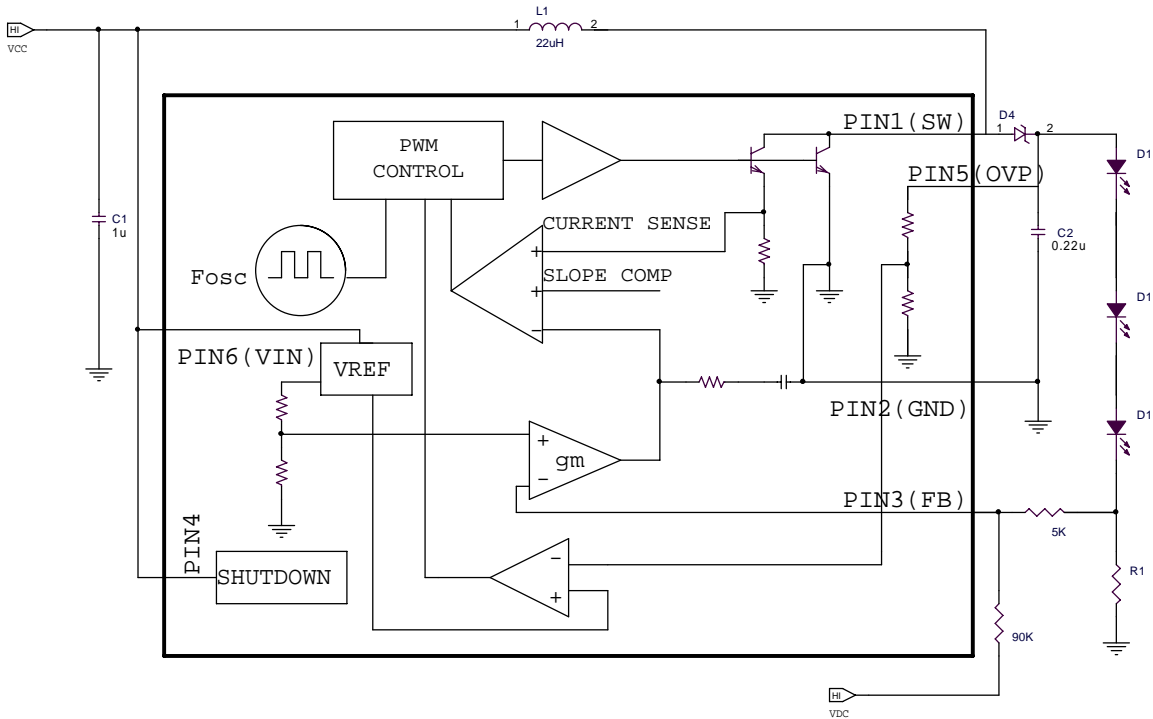 L1
1
2
22uH
HI
VCC
PIN1(SW)
D4
1
2
PWM
CONTROL
D1
PIN5(OVP)
C1
1u
CURRENT SENSE
+
C2
0.22u
Fosc
SLOPE COMP
+
D1
−
PIN6(VIN)
VREF
PIN2(GND)
D1
+
gm
−
PIN3(FB)
5K
PIN4
SHUTDOWN
−
+
R1
90K
HI
VDC